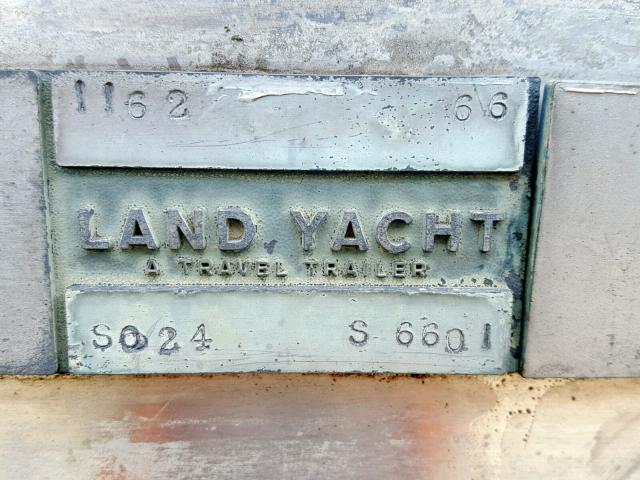 1162 66
LAND YACHT
A TRAVEL TRAILER
S024 S 6601